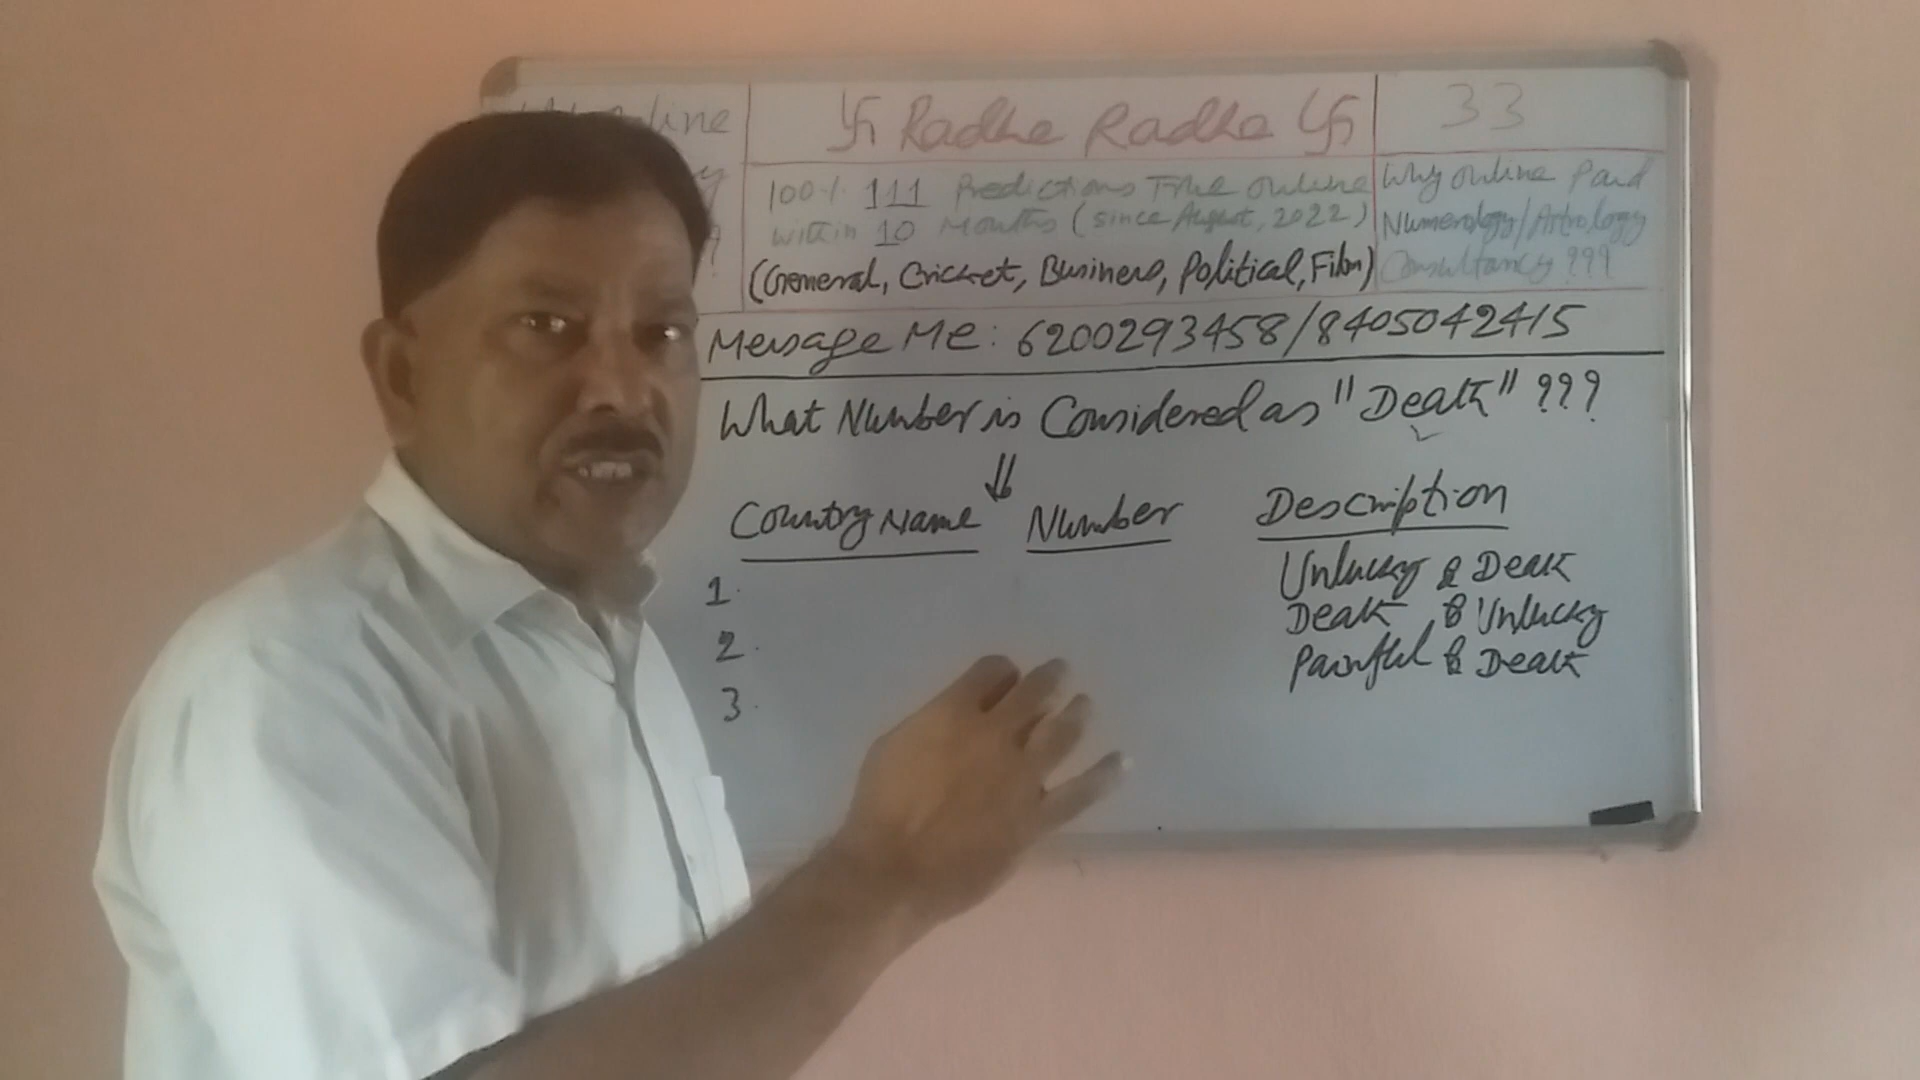 line
卐 Radhe Radhe 卐
33
100% 111 Predictions True online
within 10 Months (since August, 2022)
(General, Cricket, Business, Political, Film)
Why online Paid
Numerology/Astrology
Consultancy ???
Message Me: 6200293458/8405042415
What Number is Considered as "Death" ???
⇓
Country Name Number Description
1. Unlucky & Death
2. Death & Unlucky
3. Painful & Death